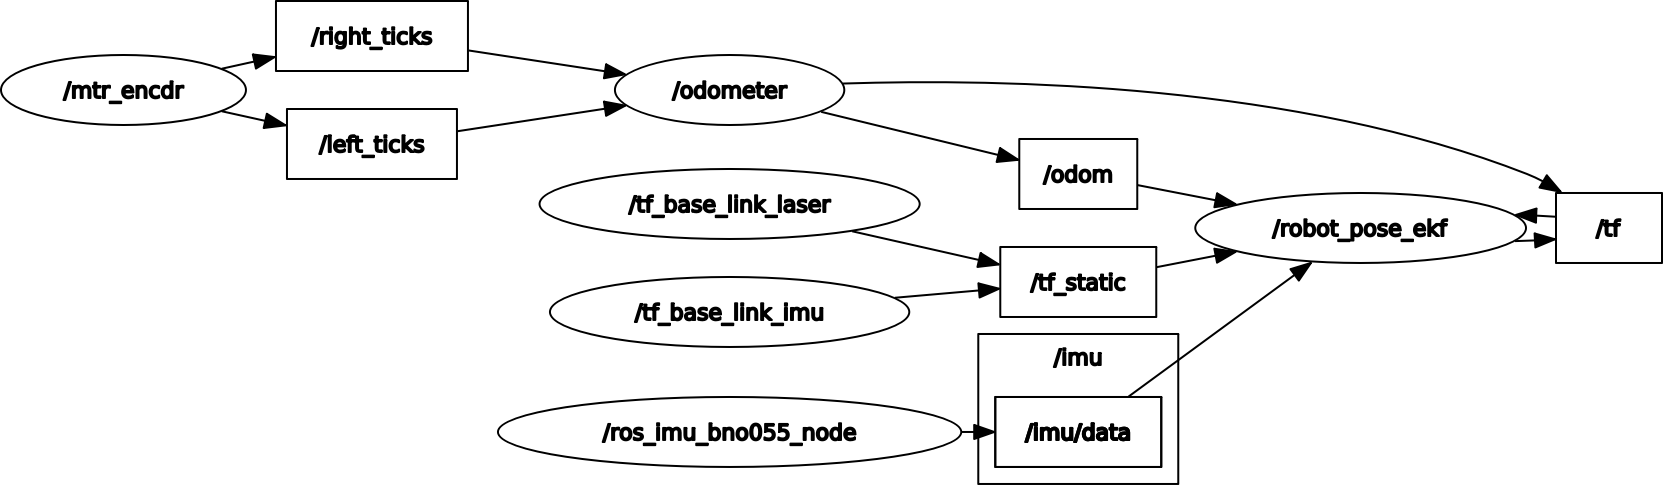 /right_ticks
/mtr_encdr
/odometer
/left_ticks
/odom
/tf_base_link_laser
/robot_pose_ekf
/tf
/tf_static
/tf_base_link_imu
/imu
/ros_imu_bno055_node
/imu/data